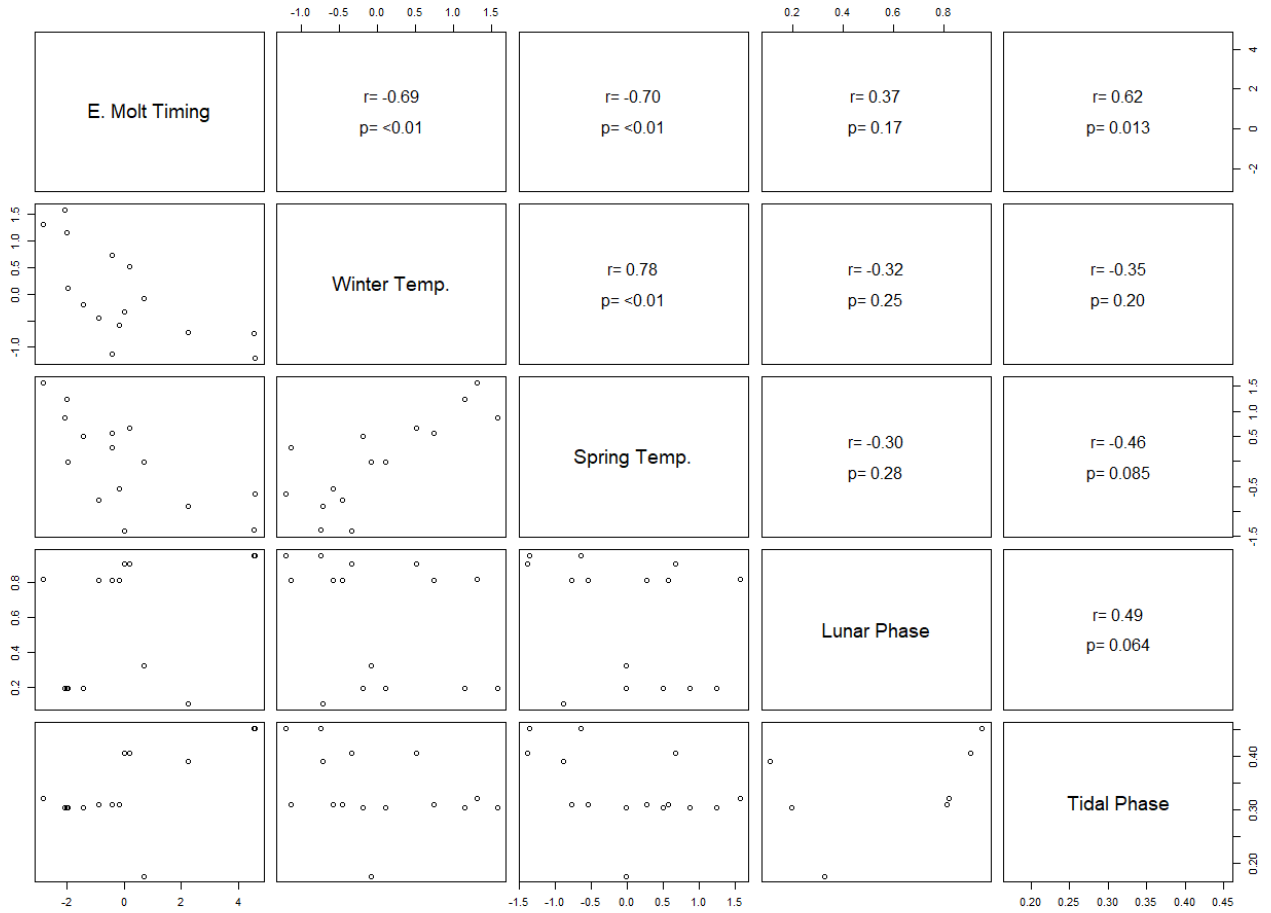 -1.0 -0.5 0.0 0.5 1.0 1.5
0.2 0.4 0.6 0.8
E. Molt Timing
r= -0.69
p= <0.01
r= -0.70
p= <0.01
r= 0.37
p= 0.17
r= 0.62
p= 0.013
4
2
0
-2
1.5
1.0
0.5
0.0
-1.0
Winter Temp.
r= 0.78
p= <0.01
r= -0.32
p= 0.25
r= -0.35
p= 0.20
Spring Temp.
r= -0.30
p= 0.28
r= -0.46
p= 0.085
1.5
1.0
0.5
-0.5
-1.5
0.8
0.6
0.4
0.2
Lunar Phase
r= 0.49
p= 0.064
Tidal Phase
0.40
0.30
0.20
-2 0 2 4
-1.5 -0.5 0.0 0.5 1.0 1.5
0.20 0.25 0.30 0.35 0.40 0.45